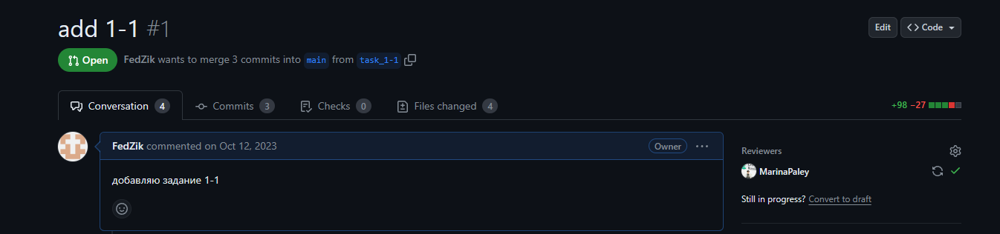 add 1-1 #1
Edit
Code
Open
FedZik wants to merge 3 commits into main from task_1-1
Conversation 4
Commits 3
Checks 0
Files changed 4
+98 −27
FedZik commented on Oct 12, 2023
Owner
добавляю задание 1-1
Reviewers
MarinaPaley
Still in progress? Convert to draft